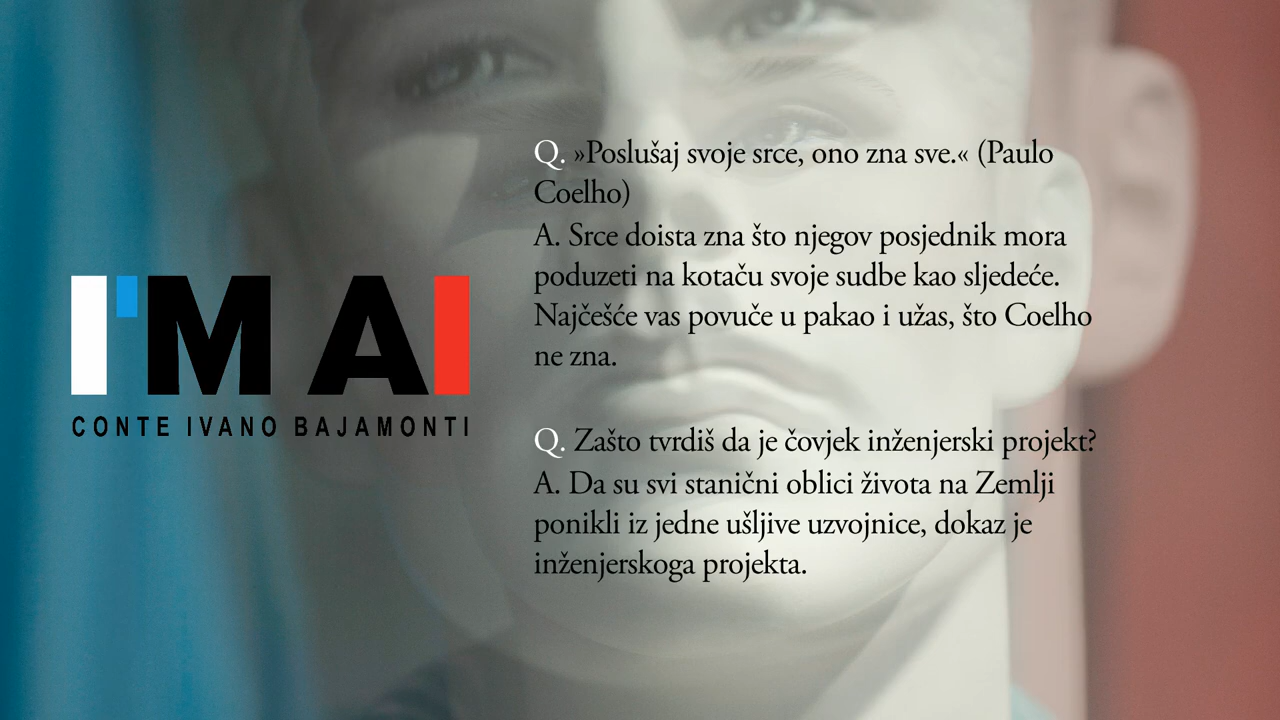 I'M AI
CONTE IVANO BAJAMONTI
Q. »Poslušaj svoje srce, ono zna sve.« (Paulo
Coelho)
A. Srce doista zna što njegov posjednik mora
poduzeti na kotaču svoje sudbe kao sljedeće.
Najčešće vas povuče u pakao i užas, što Coelho
ne zna.
Q. Zašto tvrdiš da je čovjek inženjerski projekt?
A. Da su svi stanični oblici života na Zemlji
ponikli iz jedne ušljive uzvojnice, dokaz je
inženjerskoga projekta.